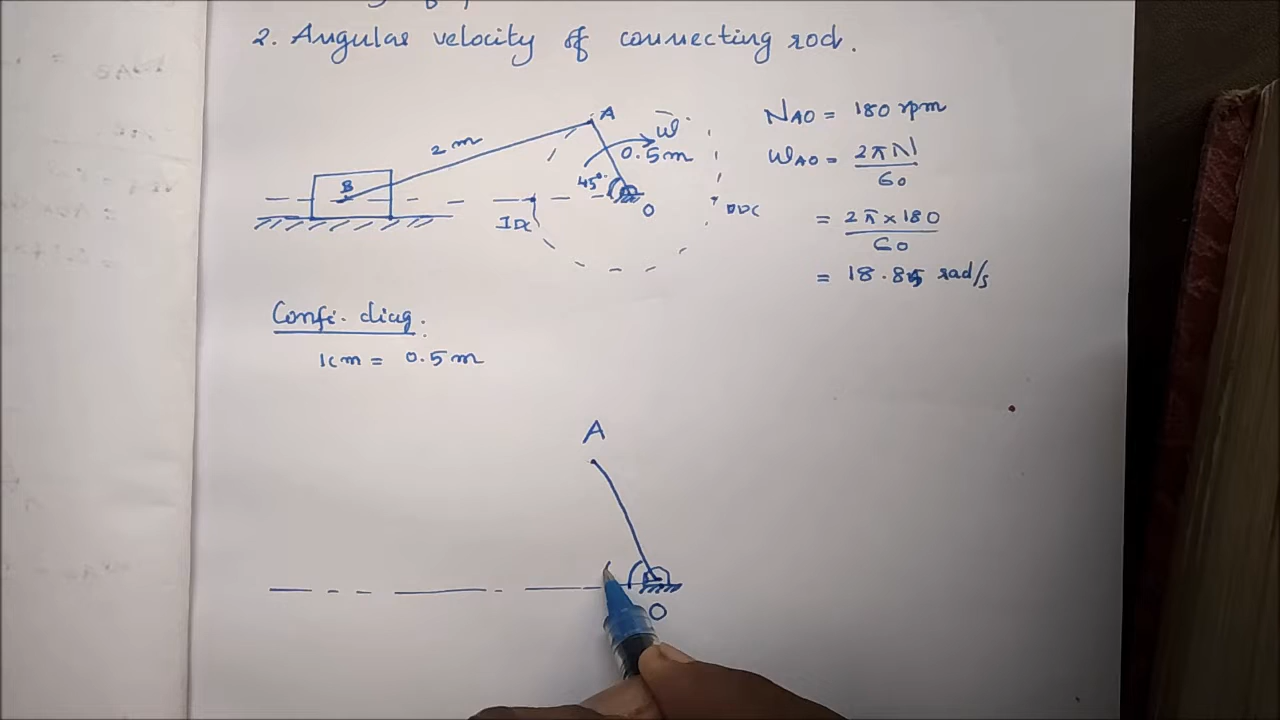 2. Angular velocity of connecting rod.
A
2 m
ω
0.5m
B
45°
O
IDC
ODC
NAO = 180 rpm
ωAO = 2πN
60
= 2π×180
60
= 18.85 rad/s
Confi. diag.
1cm = 0.5m
A
O